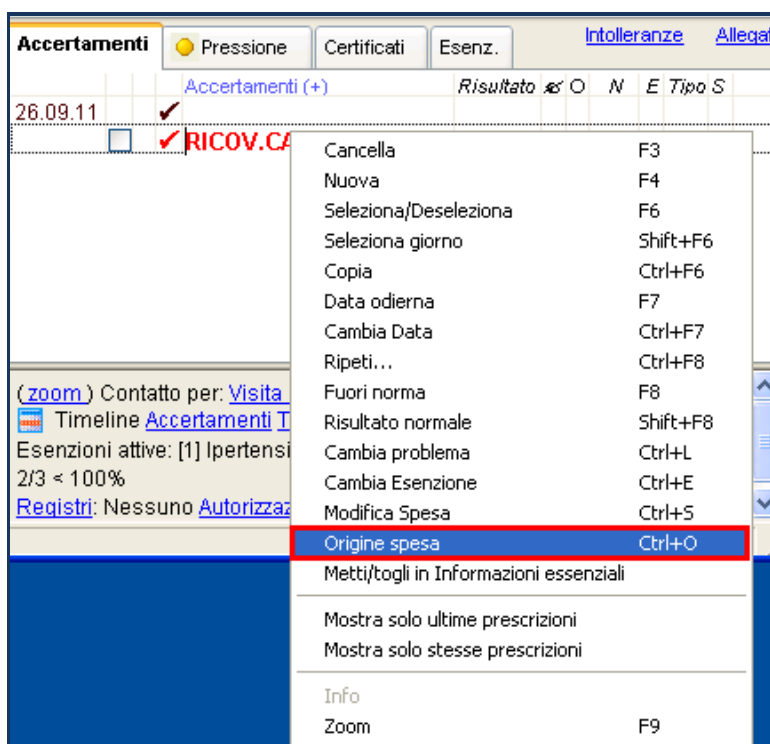 Intolleranze
Accertamenti Pressione Certificati Esenz.
Accertamenti (+) Risultato O N E Tipo S
26.09.11
RICOV.
Cancella F3
Nuova F4
Seleziona/Deseleziona F6
Seleziona giorno Shift+F6
Copia Ctrl+F6
Data odierna F7
Cambia Data Ctrl+F7
Ripeti... Ctrl+F8
(zoom ) Contatto per: Visita Fuori norma F8
Timeline Accertamenti T Risultato normale Shift+F8
Esenzioni attive: [1] Cambia problema Ctrl+L
2/3 < 100% Cambia Esenzione Ctrl+E
Registri: Nessuno Modifica Spesa Ctrl+S
Origine spesa Ctrl+O
Metti/togli in Informazioni essenziali
Mostra solo ultime prescrizioni
Mostra solo stesse prescrizioni
Info
Zoom F9